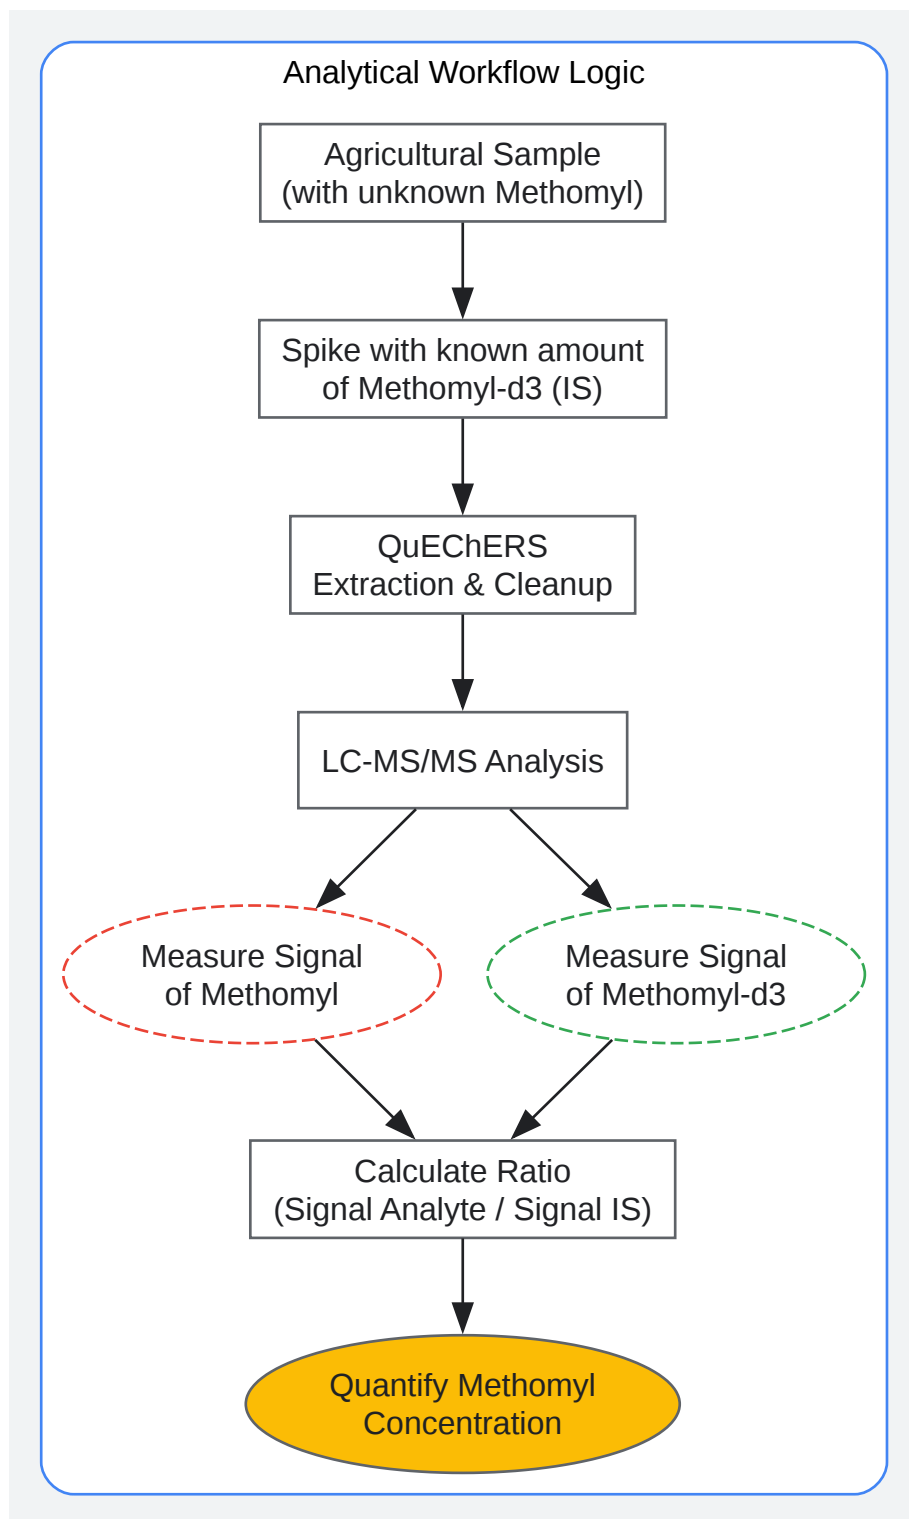 Analytical Workflow Logic
Agricultural Sample
(with unknown Methomyl)
Spike with known amount
of Methomyl-d3 (IS)
QuEChERS
Extraction & Cleanup
LC-MS/MS Analysis
Measure Signal
of Methomyl
Measure Signal
of Methomyl-d3
Calculate Ratio
(Signal Analyte / Signal IS)
Quantify Methomyl
Concentration